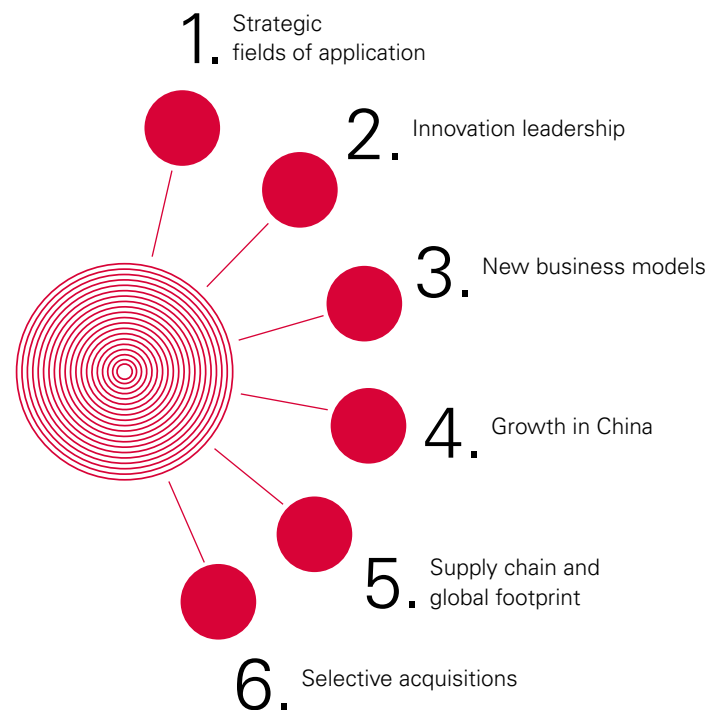 1. Strategic
fields of application
2. Innovation leadership
3. New business models
4. Growth in China
5. Supply chain and
global footprint
6. Selective acquisitions